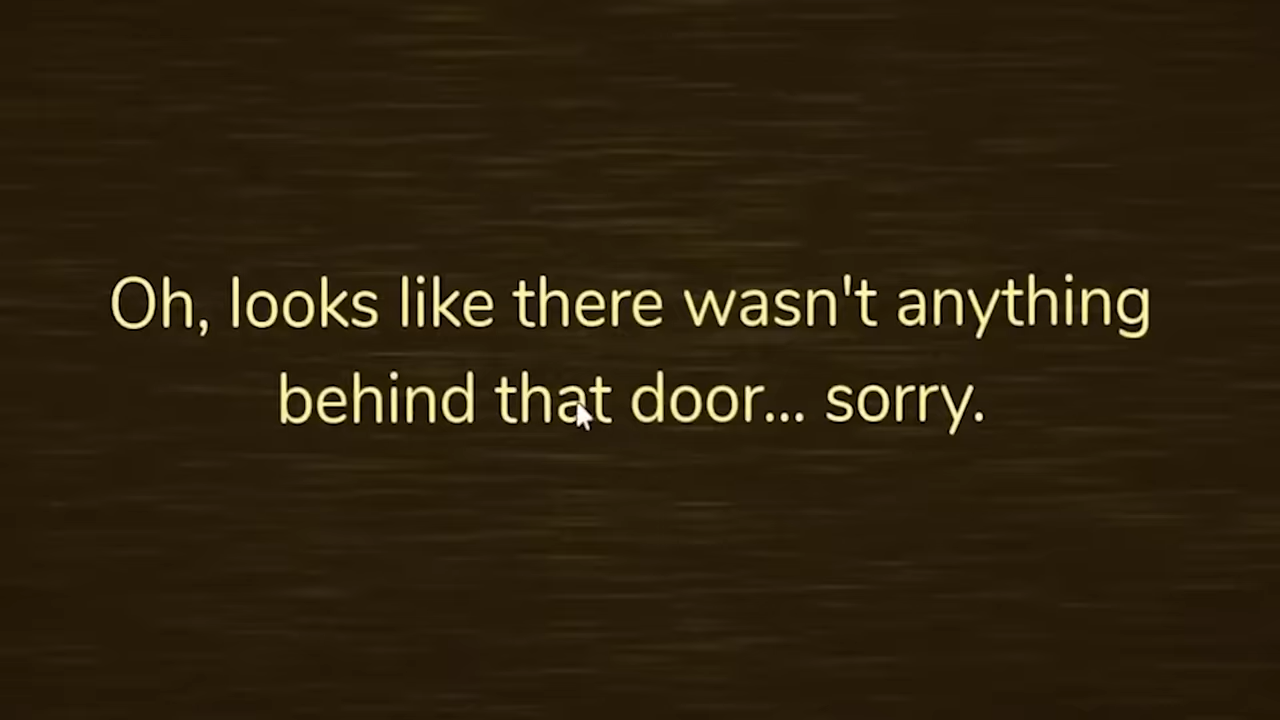 Oh, looks like there wasn't anything
behind that door... sorry.